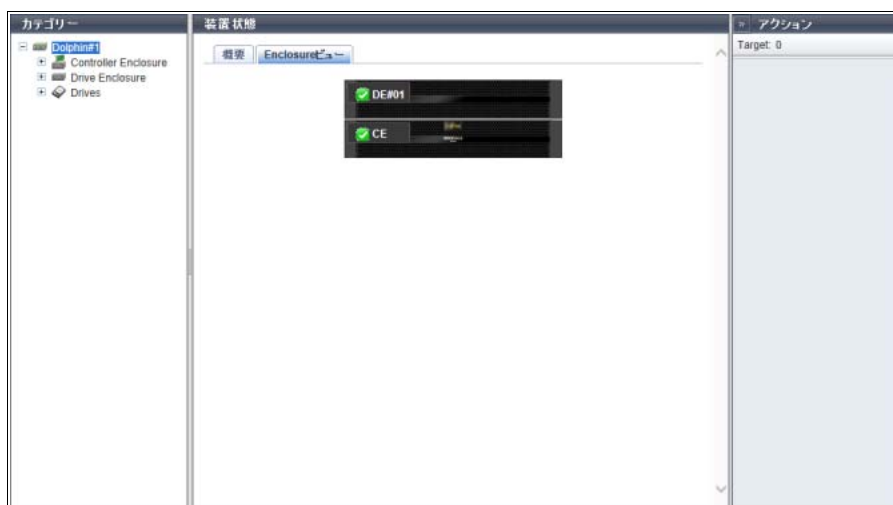 カテゴリー
Dolphin#1
Controller Enclosure
Drive Enclosure
Drives
装置状態
概要
Enclosureビュー
DE#01
CE
» アクション
Target: 0